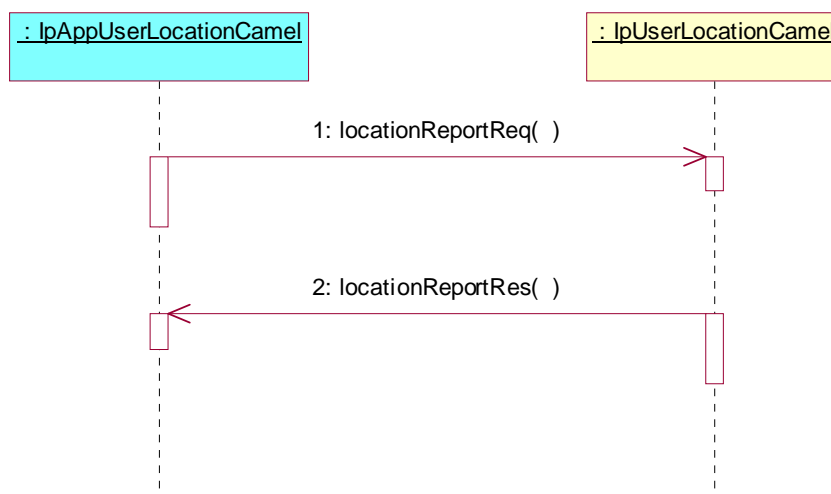 : IpAppUserLocationCamel
: IpUserLocationCame
1: locationReportReq( )
2: locationReportRes( )